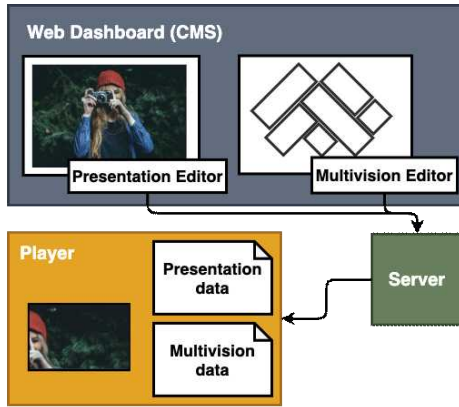 Web Dashboard (CMS)
Presentation Editor
Multivision Editor
Player
Presentation
data
Multivision
data
Server